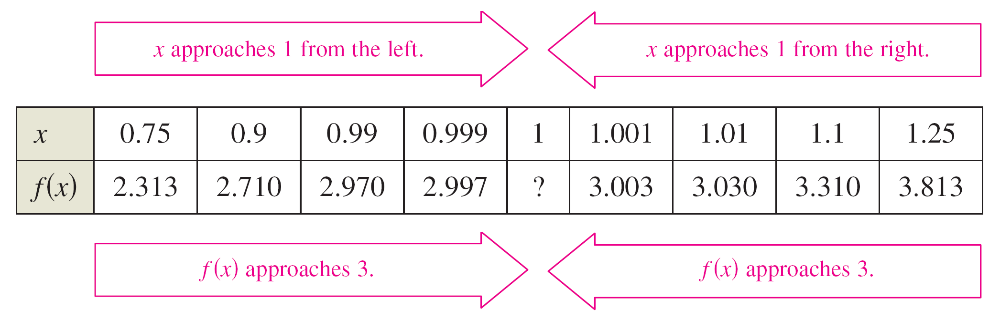 x approaches 1 from the left. x approaches 1 from the right.
x 0.75 0.9 0.99 0.999 1 1.001 1.01 1.1 1.25
f(x) 2.313 2.710 2.970 2.997 ? 3.003 3.030 3.310 3.813
f(x) approaches 3. f(x) approaches 3.